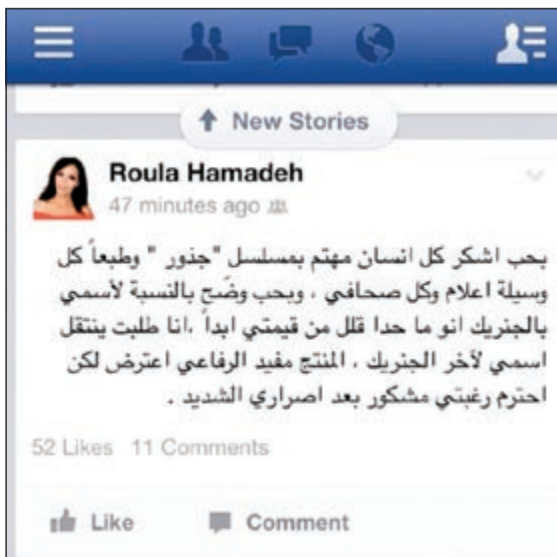 New Stories
Roula Hamadeh
47 minutes ago
بحب اشكر كل انسان مهتم بمسلسل "جذور " وطبعاً كل
وسيلة اعلام وكل صحافي ، وبحب وضّح بالنسبة لأسمي
بالجنريك انو ما حدا قلل من قيمتي ابداً ،انا طلبت ينتقل
اسمي لآخر الجنريك ، المنتج مفيد الرفاعي اعترض لكن
احترم رغبتي مشكور بعد اصراري الشديد .
52 Likes 11 Comments
Like Comment